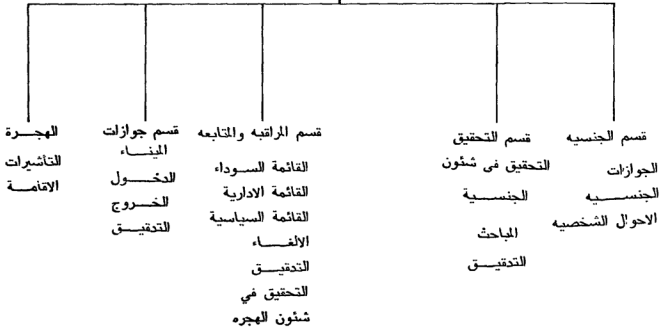 قسم الجنسيه
الجوازات
الجنسيه
الاحوال الشخصيه
قسم التحقيق
التحقيق فى شئون
الجنسية
المباحث
التدقيق
قسم المراقبه والمتابعه
القائمة السوداء
القائمة الادارية
القائمة السياسية
الالغاء
التدقيق
التحقيق في
شئون الهجره
قسم جوازات
الميناء
الدخول
الخروج
التدقيق
الهجرة
التأشيرات
الاقامة